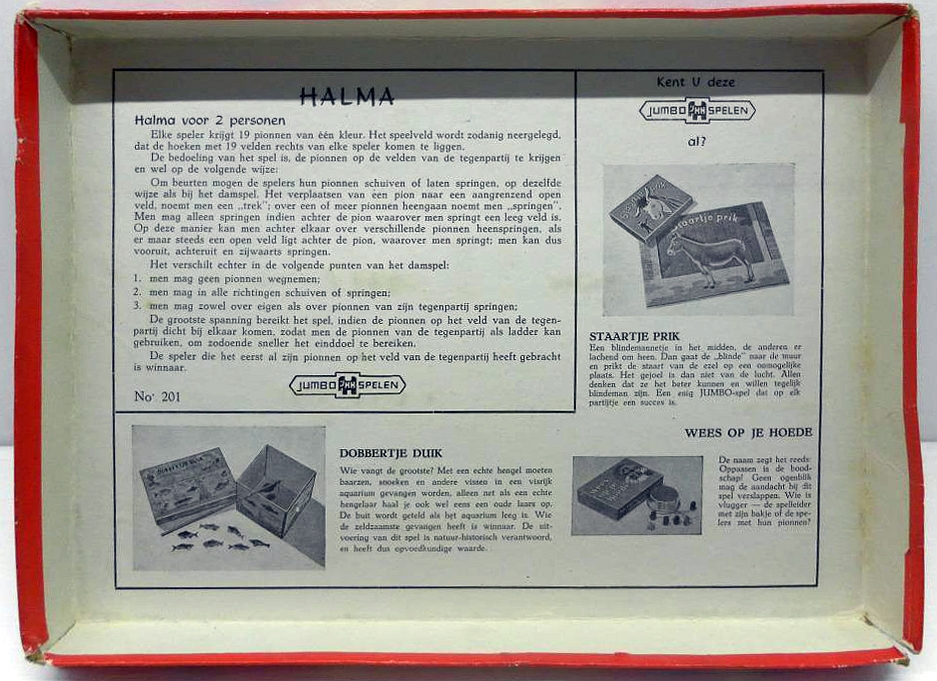 HALMA
Halma voor 2 personen
Elke speler krijgt 19 pionnen van één kleur. Het speelveld wordt zodanig neergelegd,
dat de hoeken met 19 velden rechts van elke speler komen te liggen.
De bedoeling van het spel is, de pionnen op de velden van de tegenpartij te krijgen
en wel op de volgende wijze:
Om beurten mogen de spelers hun pionnen schuiven of laten springen, op dezelfde
wijze als bij het damspel. Het verplaatsen van een pion naar een aangrenzend open
veld, noemt men een „trek"; over een of meer pionnen heengaan noemt men „springen".
Men mag alleen springen indien achter de pion waarover men springt een leeg veld is.
Op deze manier kan men achter elkaar over verschillende pionnen heenspringen, als
er maar steeds een open veld ligt achter de pion, waarover men springt; men kan dus
vooruit, achteruit en zijwaarts springen.
Het verschilt echter in de volgende punten van het damspel:
1. men mag geen pionnen wegnemen;
2. men mag in alle richtingen schuiven of springen;
3. men mag zowel over eigen als over pionnen van zijn tegenpartij springen;
De grootste spanning bereikt het spel, indien de pionnen op het veld van de tegen-
partij dicht bij elkaar komen, zodat men de pionnen van de tegenpartij als ladder kan
gebruiken, om zodoende sneller het einddoel te bereiken.
De speler die het eerst al zijn pionnen op het veld van de tegenpartij heeft gebracht
is winnaar.
JUMBO SPELEN
No. 201
Kent U deze
JUMBO SPELEN
al?
staartje prik
STAARTJE PRIK
Een blindemannetje in het midden, de anderen er
lachend om heen. Dan gaat de „blinde" naar de muur
en prikt de staart van de ezel op een onmogelijke
plaats. Het gejoel is dan niet van de lucht. Allen
denken dat ze het beter kunnen en willen tegelijk
blindeman zijn. Een enig JUMBO-spel dat op elk
partijtje een succes is.
DOBBERTJE DUIK
Wie vangt de grootste? Met een echte hengel moeten
baarzen, snoeken en andere vissen in een visrijk
aquarium gevangen worden, alleen net als een echte
hengelaar haal je ook wel eens een oude laars op.
De buit wordt geteld als het aquarium leeg is. Wie
de zeldzaamste gevangen heeft is winnaar. De uit-
voering van dit spel is natuur-historisch verantwoord,
en heeft dus opvoedkundige waarde.
WEES OP JE HOEDE
De naam zegt het reeds:
Oppassen is de bood-
schap! Geen ogenblik
mag de aandacht bij dit
spel verslappen. Wie is
vlugger — de spelleider
met zijn bakje of de spe-
lers met hun pionnen?